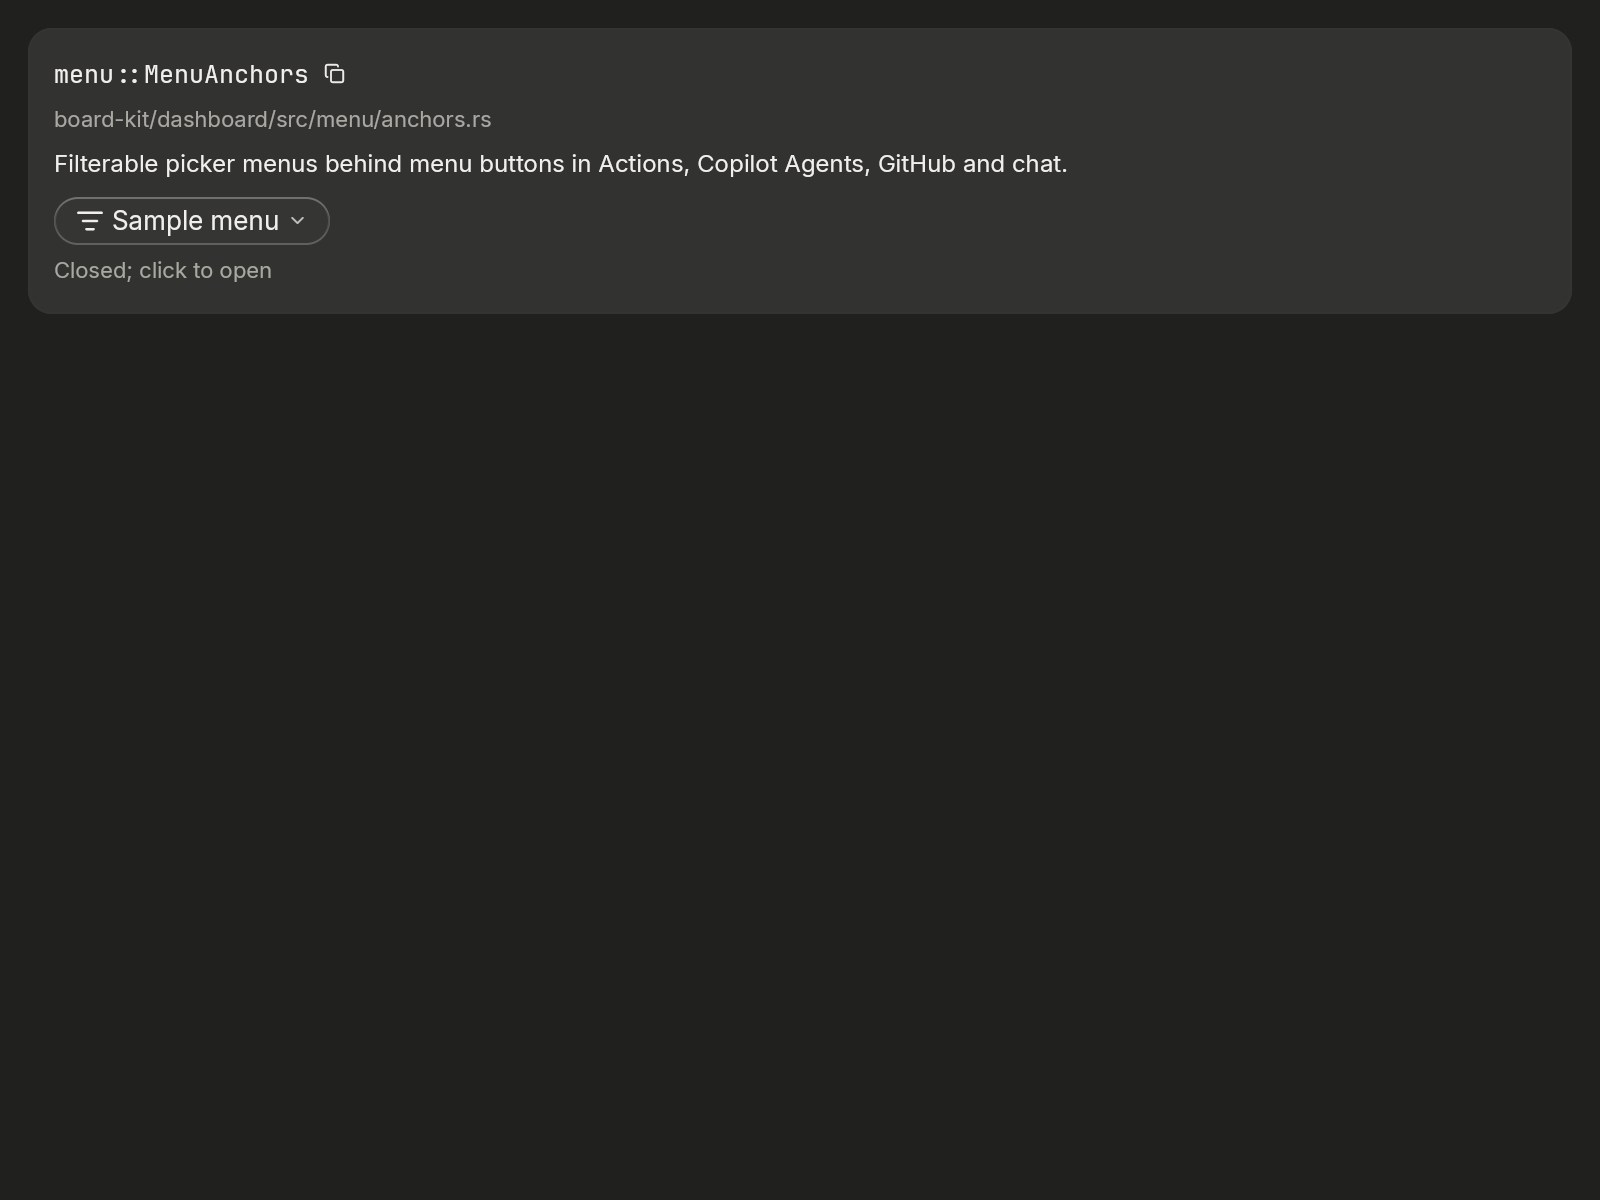 menu::MenuAnchors
board-kit/dashboard/src/menu/anchors.rs
Filterable picker menus behind menu buttons in Actions, Copilot Agents, GitHub and chat.
Sample menu
Closed; click to open